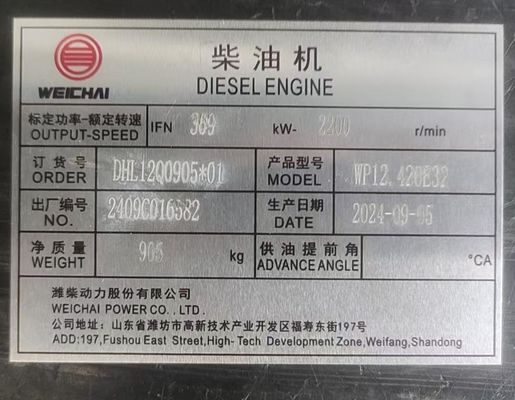 WEICHAI
柴油机
DIESEL ENGINE
标定功率-额定转速 IFN 309 kW- 2200 r/min
OUTPUT-SPEED
订货号 DHL12Q0905*01 产品型号 WP12.420E32
ORDER MODEL
出厂编号 2409C016582 生产日期 2024-09-05
NO. DATE
净质量 905 kg 供油提前角 °CA
WEIGHT ADVANCE ANGLE
潍柴动力股份有限公司
WEICHAI POWER CO.. LTD.
公司地址：山东省潍坊市高新技术产业开发区福寿东街197号
ADD:197,Fushou East Street,High- Tech Development Zone,Weifang,Shandong